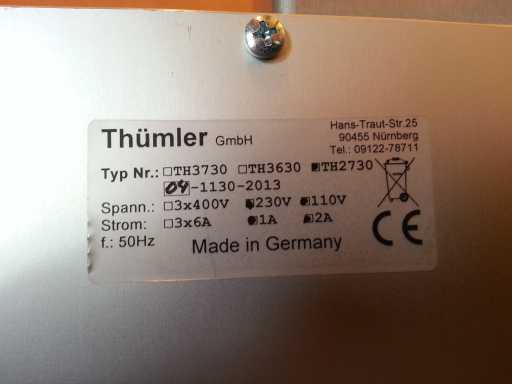 Thümler GmbH
Hans-Traut-Str.25
90455 Nürnberg
Tel.: 09122-78711
Typ Nr.: □TH3730 □TH3630 ■TH2730
04-1130-2013
Spann.: □3x400V ■230V ■110V
Strom: □3x6A ■1A ■2A
f.: 50Hz
Made in Germany
CE